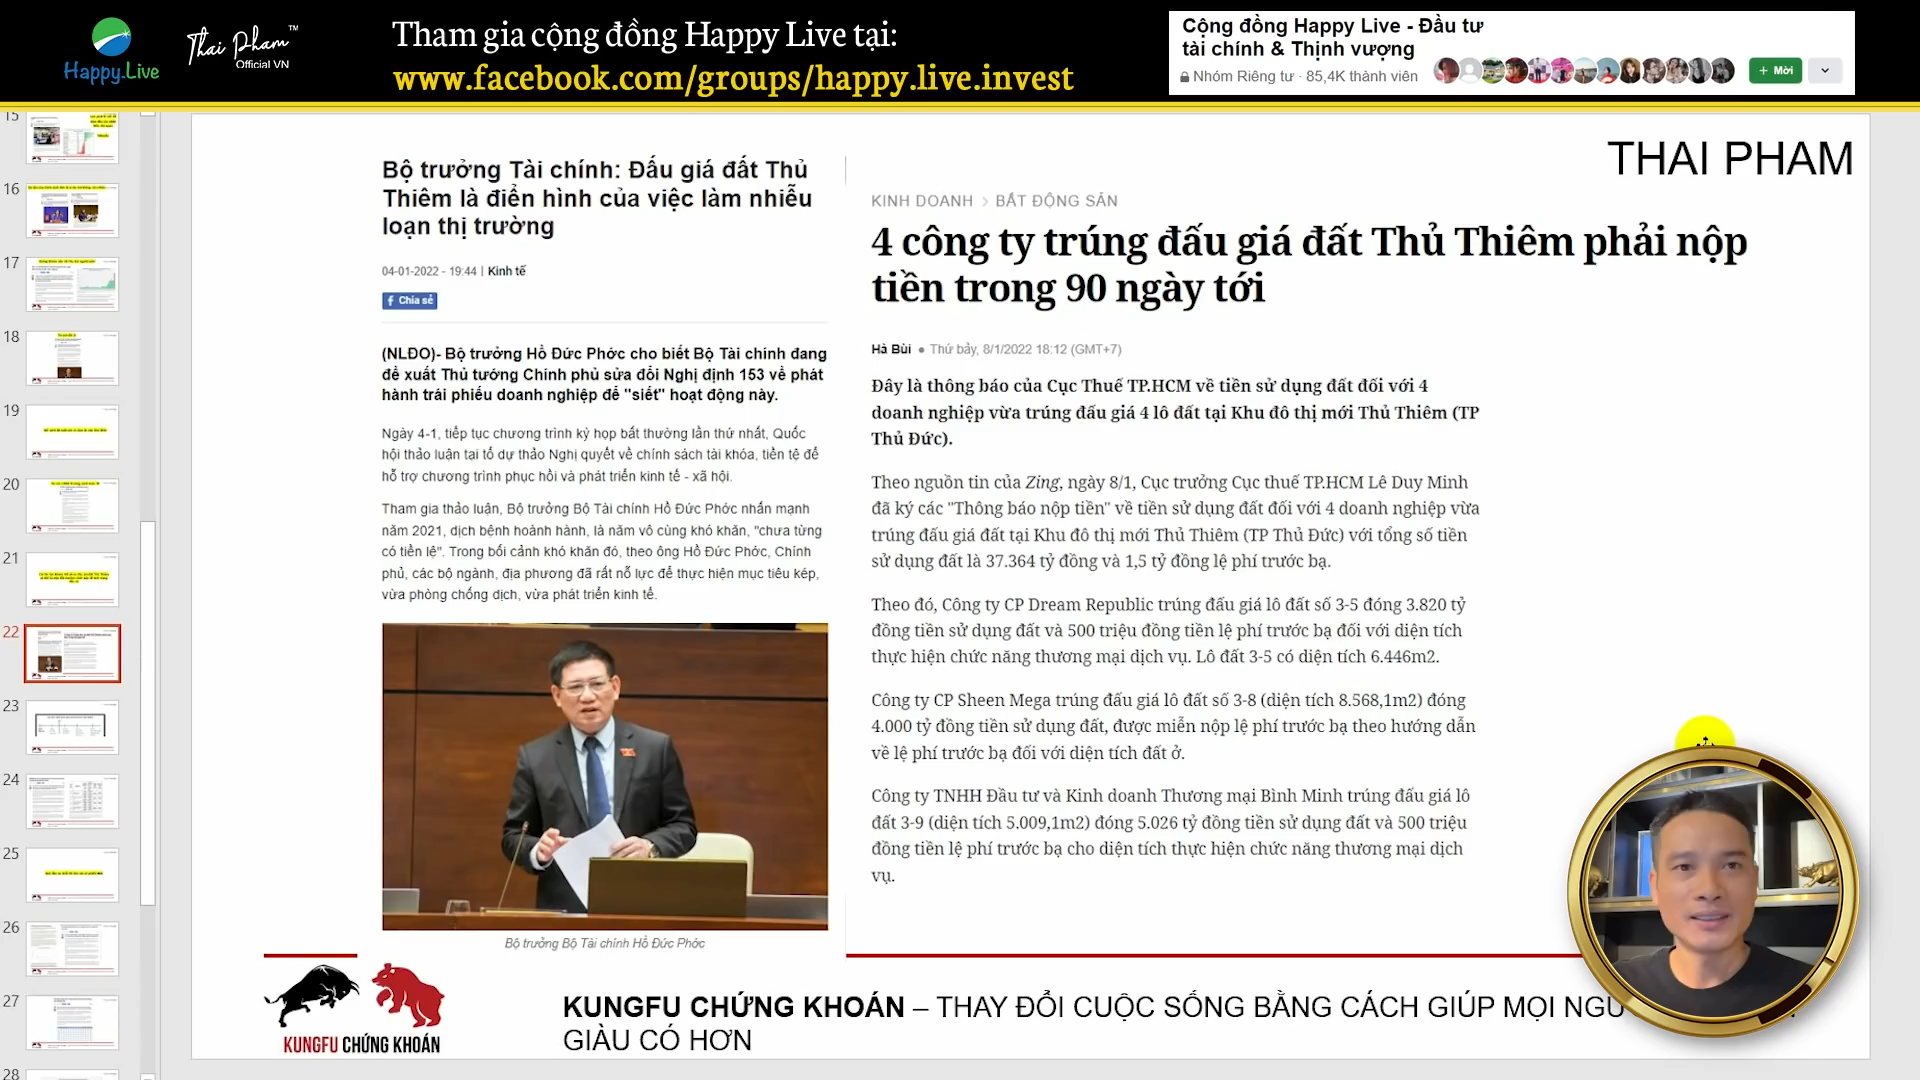 Happy.Live
Thai Pham™
Official VN
Tham gia cộng đồng Happy Live tại:
www.facebook.com/groups/happy.live.invest
Cộng đồng Happy Live - Đầu tư
tài chính & Thịnh vượng
Nhóm Riêng tư · 85,4K thành viên
+ Mời
15
16
17
18
19
20
21
22
23
24
25
26
27
28
THAI PHAM
Bộ trưởng Tài chính: Đấu giá đất Thủ
Thiêm là điển hình của việc làm nhiễu
loạn thị trường
04-01-2022 - 19:44 | Kinh tế
Chia sẻ
(NLĐO)- Bộ trưởng Hồ Đức Phớc cho biết Bộ Tài chính đang
đề xuất Thủ tướng Chính phủ sửa đổi Nghị định 153 về phát
hành trái phiếu doanh nghiệp để "siết" hoạt động này.
Ngày 4-1, tiếp tục chương trình kỳ họp bất thường lần thứ nhất, Quốc
hội thảo luận tại tổ dự thảo Nghị quyết về chính sách tài khóa, tiền tệ để
hỗ trợ chương trình phục hồi và phát triển kinh tế - xã hội.
Tham gia thảo luận, Bộ trưởng Bộ Tài chính Hồ Đức Phớc nhấn mạnh
năm 2021, dịch bệnh hoành hành, là năm vô cùng khó khăn, "chưa từng
có tiền lệ". Trong bối cảnh khó khăn đó, theo ông Hồ Đức Phớc, Chính
phủ, các bộ ngành, địa phương đã rất nỗ lực để thực hiện mục tiêu kép,
vừa phòng chống dịch, vừa phát triển kinh tế.
Bộ trưởng Bộ Tài chính Hồ Đức Phớc
KINH DOANH > BẤT ĐỘNG SẢN
4 công ty trúng đấu giá đất Thủ Thiêm phải nộp
tiền trong 90 ngày tới
Hà Bùi • Thứ bảy, 8/1/2022 18:12 (GMT+7)
Đây là thông báo của Cục Thuế TP.HCM về tiền sử dụng đất đối với 4
doanh nghiệp vừa trúng đấu giá 4 lô đất tại Khu đô thị mới Thủ Thiêm (TP
Thủ Đức).
Theo nguồn tin của Zing, ngày 8/1, Cục trưởng Cục thuế TP.HCM Lê Duy Minh
đã ký các "Thông báo nộp tiền" về tiền sử dụng đất đối với 4 doanh nghiệp vừa
trúng đấu giá đất tại Khu đô thị mới Thủ Thiêm (TP Thủ Đức) với tổng số tiền
sử dụng đất là 37.364 tỷ đồng và 1,5 tỷ đồng lệ phí trước bạ.
Theo đó, Công ty CP Dream Republic trúng đấu giá lô đất số 3-5 đóng 3.820 tỷ
đồng tiền sử dụng đất và 500 triệu đồng tiền lệ phí trước bạ đối với diện tích
thực hiện chức năng thương mại dịch vụ. Lô đất 3-5 có diện tích 6.446m2.
Công ty CP Sheen Mega trúng đấu giá lô đất số 3-8 (diện tích 8.568,1m2) đóng
4.000 tỷ đồng tiền sử dụng đất, được miễn nộp lệ phí trước bạ theo hướng dẫn
về lệ phí trước bạ đối với diện tích đất ở.
Công ty TNHH Đầu tư và Kinh doanh Thương mại Bình Minh trúng đấu giá lô
đất 3-9 (diện tích 5.009,1m2) đóng 5.026 tỷ đồng tiền sử dụng đất và 500 triệu
đồng tiền lệ phí trước bạ cho diện tích thực hiện chức năng thương mại dịch
vụ.
KUNGFU CHỨNG KHOÁN
KUNGFU CHỨNG KHOÁN – THAY ĐỔI CUỘC SỐNG BẰNG CÁCH GIÚP MỌI NGƯ
GIÀU CÓ HƠN